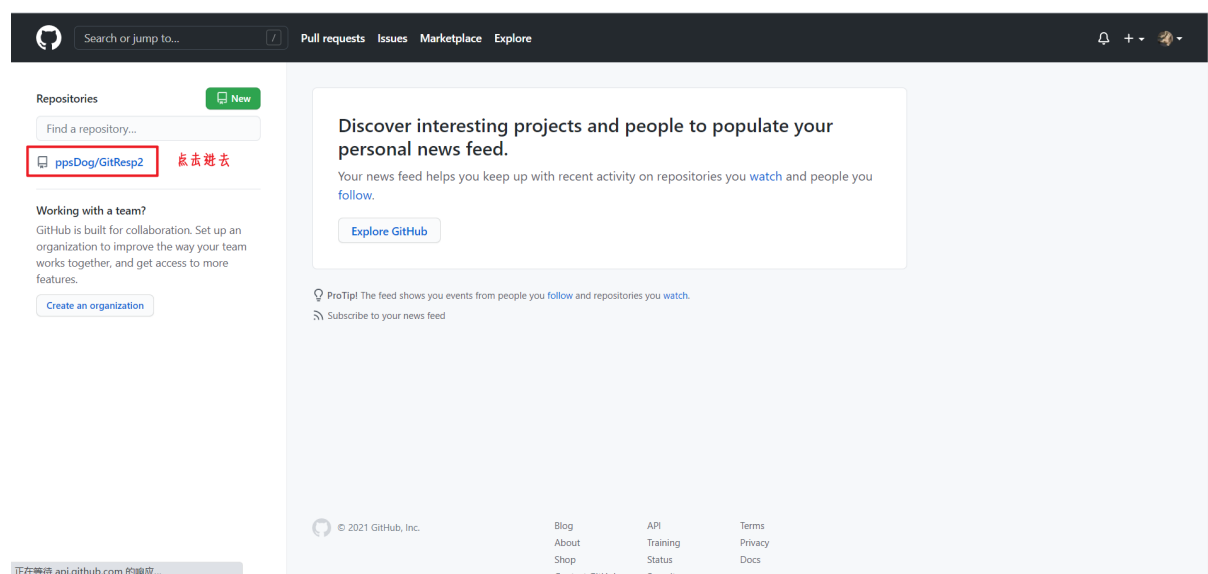 Search or jump to... /
Pull requests Issues Marketplace Explore
Repositories
New
Find a repository...
ppsDog/GitResp2
点击进去
Working with a team?
GitHub is built for collaboration. Set up an
organization to improve the way your team
works together, and get access to more
features.
Create an organization
Discover interesting projects and people to populate your
personal news feed.
Your news feed helps you keep up with recent activity on repositories you watch and people you
follow.
Explore GitHub
ProTip! The feed shows you events from people you follow and repositories you watch.
Subscribe to your news feed
© 2021 GitHub, Inc.
Blog API Terms
About Training Privacy
Shop Status Docs
正在等待 api.github.com 的响应...